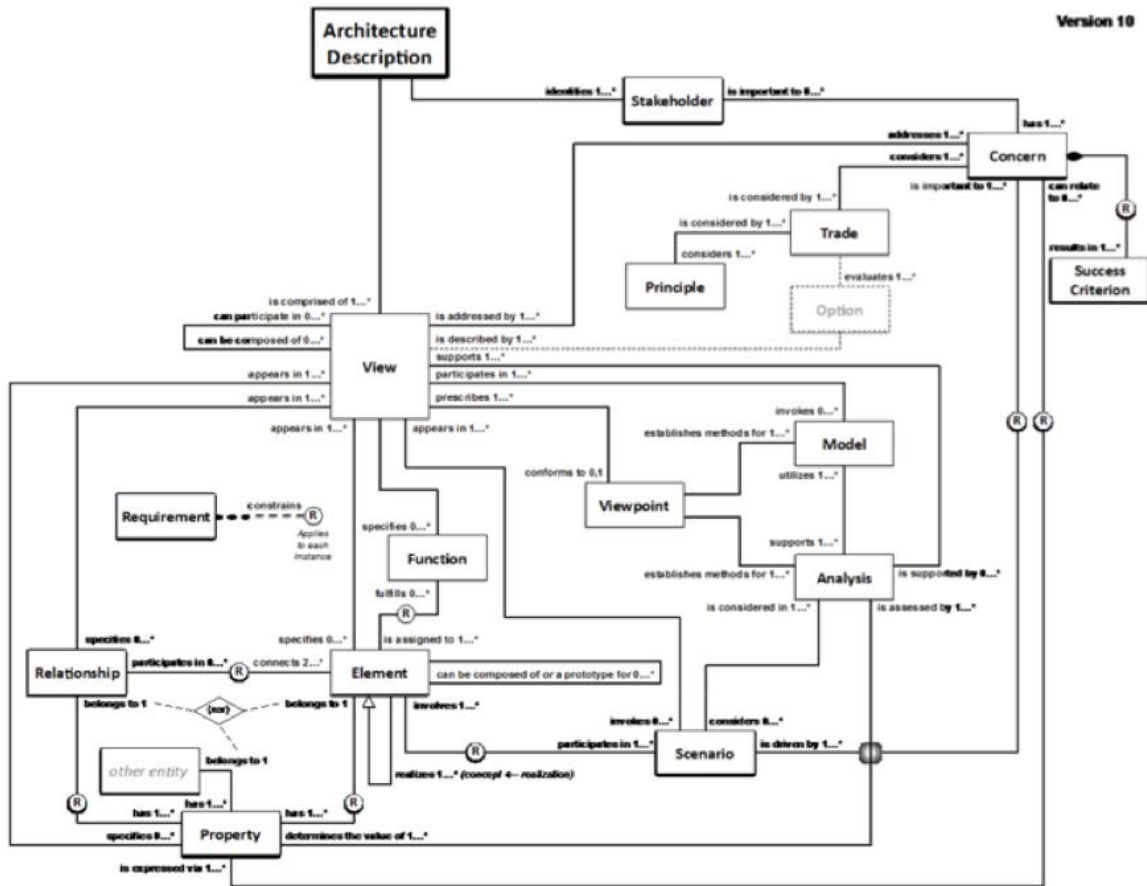 Version 10
Architecture
Description
identifies 1...*
Stakeholder
is important to 0...*
has 1...*
addresses 1...*
considers 1...*
Concern
is important to 1...*
can relate
to 0...*
R
is considered by 1...*
is considered by 1...*
Trade
results in 1...*
considers 1...*
Principle
evaluates 1...*
Success
Criterion
Option
is comprised of 1...*
can participate in 0...*
is addressed by 1...*
can be composed of 0...*
is described by 1...*
View
supports 1...*
appears in 1...*
participates in 1...*
appears in 1...*
prescribes 1...*
appears in 1...*
appears in 1...*
invokes 0...*
R
R
establishes methods for 1...*
Model
conforms to 0,1
utilizes 1...*
Viewpoint
Requirement
constrains
R
Applies
to each
instance
specifies 0...*
supports 1...*
Function
establishes methods for 1...*
Analysis
is supported by 0...*
fulfills 0...*
is considered in 1...*
is assessed by 1...*
R
specifies 0...*
specifies 0...*
is assigned to 1...*
Relationship
participates in 0...*
R
connects 2...*
Element
can be composed of or a prototype for 0...*
belongs to 1
{xor}
belongs to 1
involves 1...*
invokes 0...*
considers 0...*
R
participates in 1...*
Scenario
is driven by 1...*
belongs to 1
other entity
realizes 1...* (concept ← realization)
R
has 1...*
R
has 1...*
has 1...*
specifies 0...*
Property
determines the value of 1...*
is expressed via 1...*